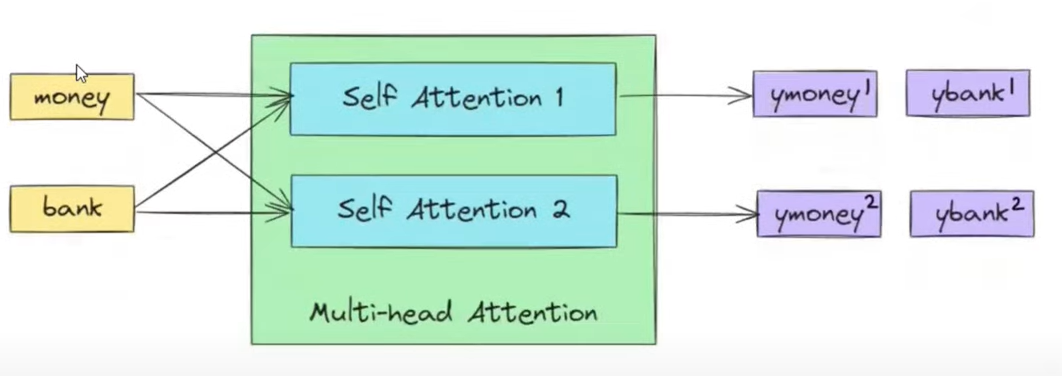 money
Self Attention 1
ymoney¹
ybank¹
bank
Self Attention 2
ymoney²
ybank²
Multi-head Attention